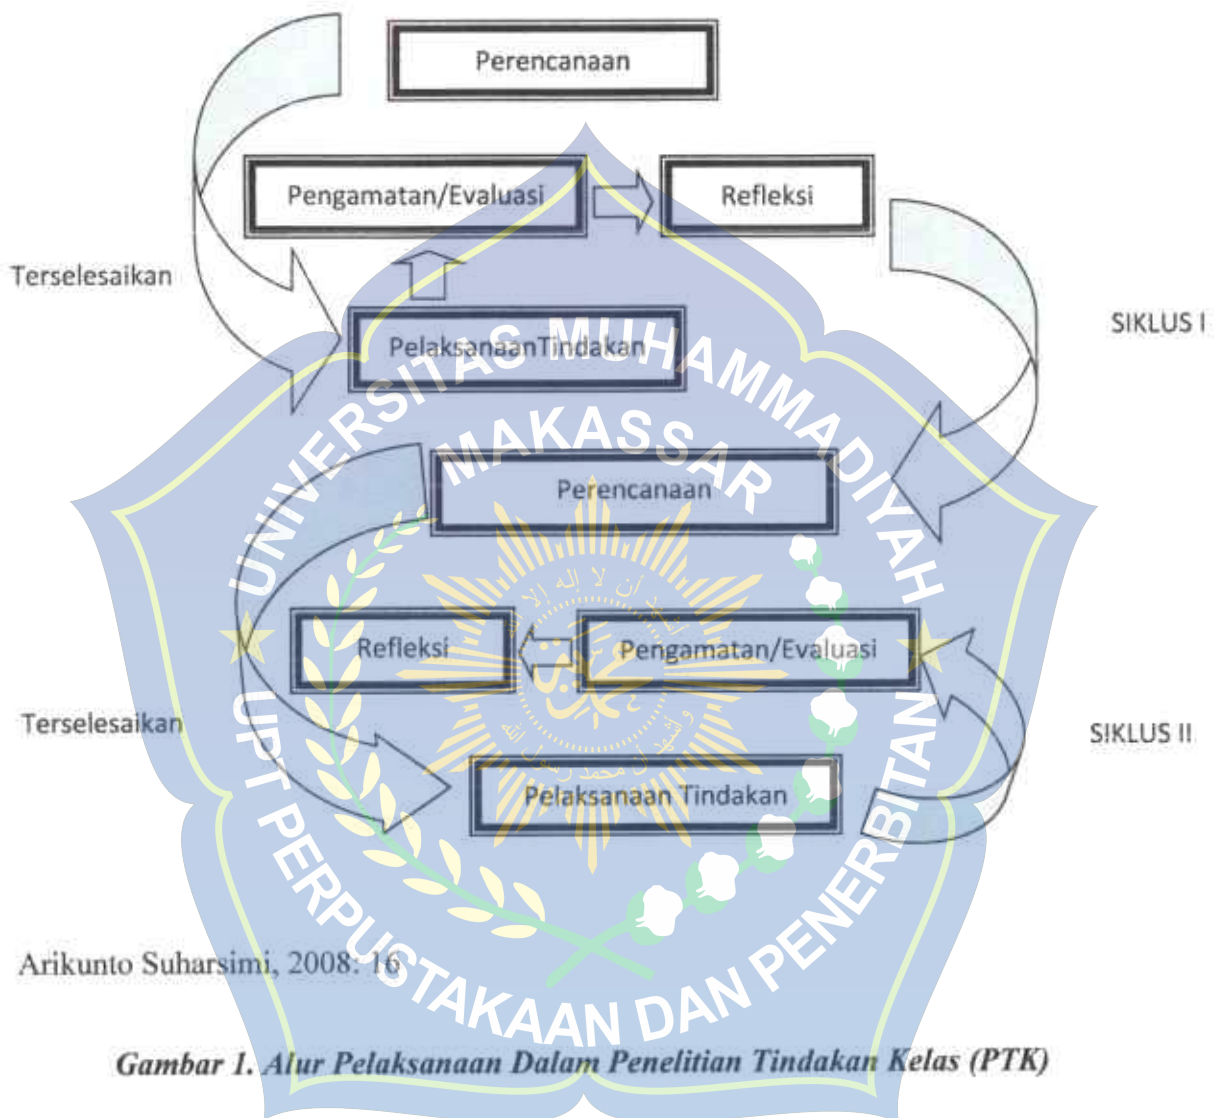 Perencanaan
Pengamatan/Evaluasi
Refleksi
Terselesaikan
SIKLUS I
PelaksanaanTindakan
UNIVERSITAS MUHAMMADIYAH
MAKASSAR
Perencanaan
Refleksi
Pengamatan/Evaluasi
Terselesaikan
SIKLUS II
Pelaksanaan Tindakan
UPT PERPUSTAKAAN DAN PENERBITAN
Arikunto Suharsimi, 2008: 16
Gambar 1. Alur Pelaksanaan Dalam Penelitian Tindakan Kelas (PTK)